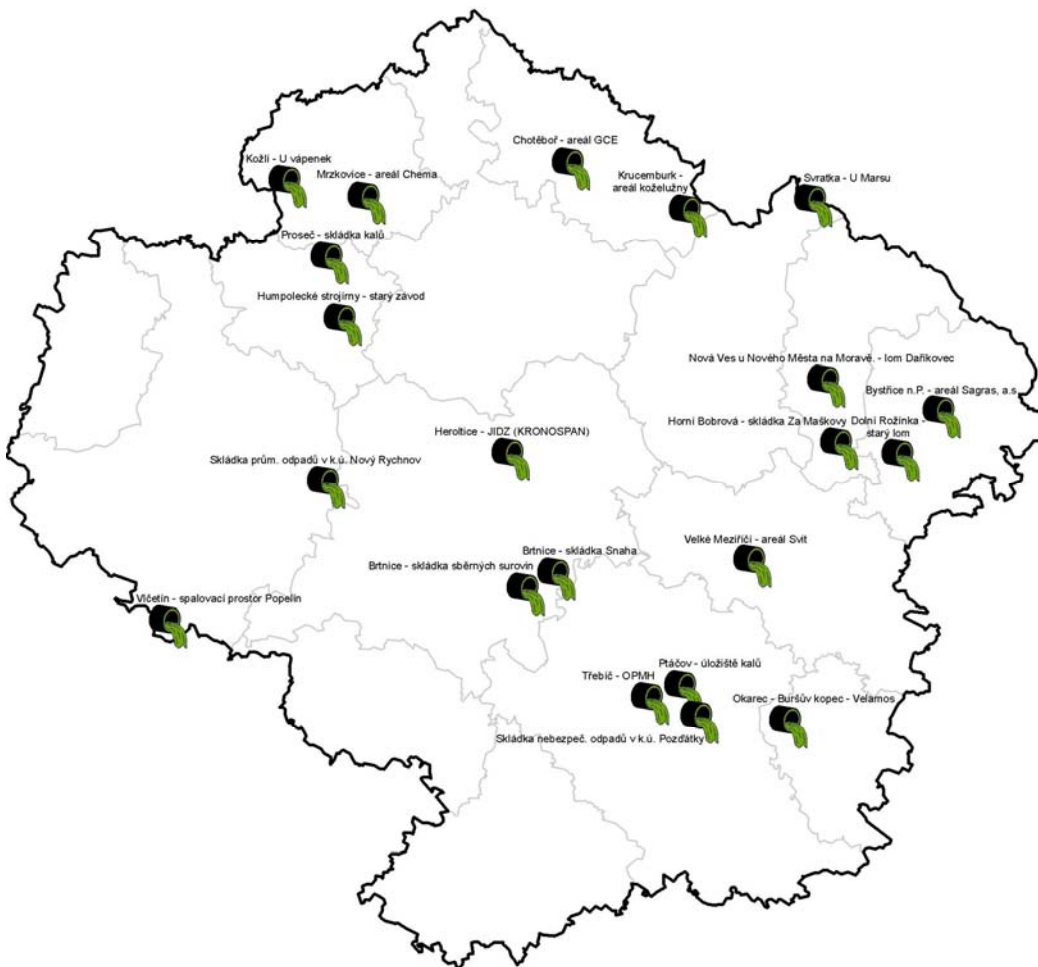 Chotěboř - areál GCE
Kožlí - U vápenek
Mrzkovice - areál Chema
Krucemburk -
areál koželužny
Svratka - U Marsu
Proseč - skládka kalů
Humpolecké strojírny - starý závod
Nová Ves u Nového Města na Moravě. - lom Daňkovec
Bystřice n.P. - areál Sagras, a.s.
Horní Bobrová - skládka Za Maškovy
Dolní Rožínka -
starý lom
Heroltice - JIDZ (KRONOSPAN)
Skládka prům. odpadů v k.ú. Nový Rychnov
Velké Meziříčí - areál Svit
Brtnice - skládka Snaha
Brtnice - skládka sběrných surovin
Vlčetín - spalovací prostor Popelín
Ptáčov - úložiště kalů
Třebíč - OPMH
Okarec - Buršův kopec - Velamos
Skládka nebezpeč. odpadů v k.ú. Pozďátky